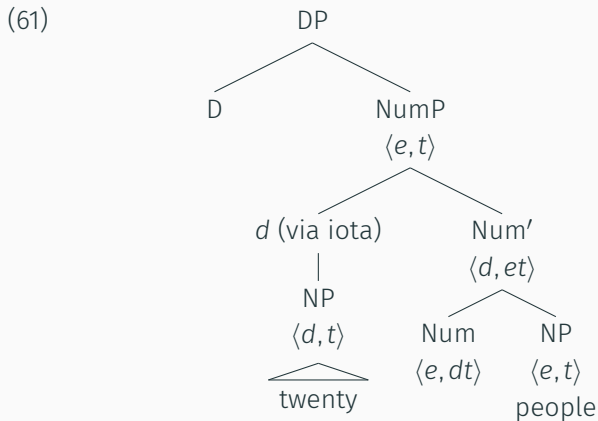 (61) DP
D NumP
⟨e, t⟩
d (via iota) Num′
NP ⟨d, et⟩
⟨d, t⟩ Num NP
twenty ⟨e, dt⟩ ⟨e, t⟩
people